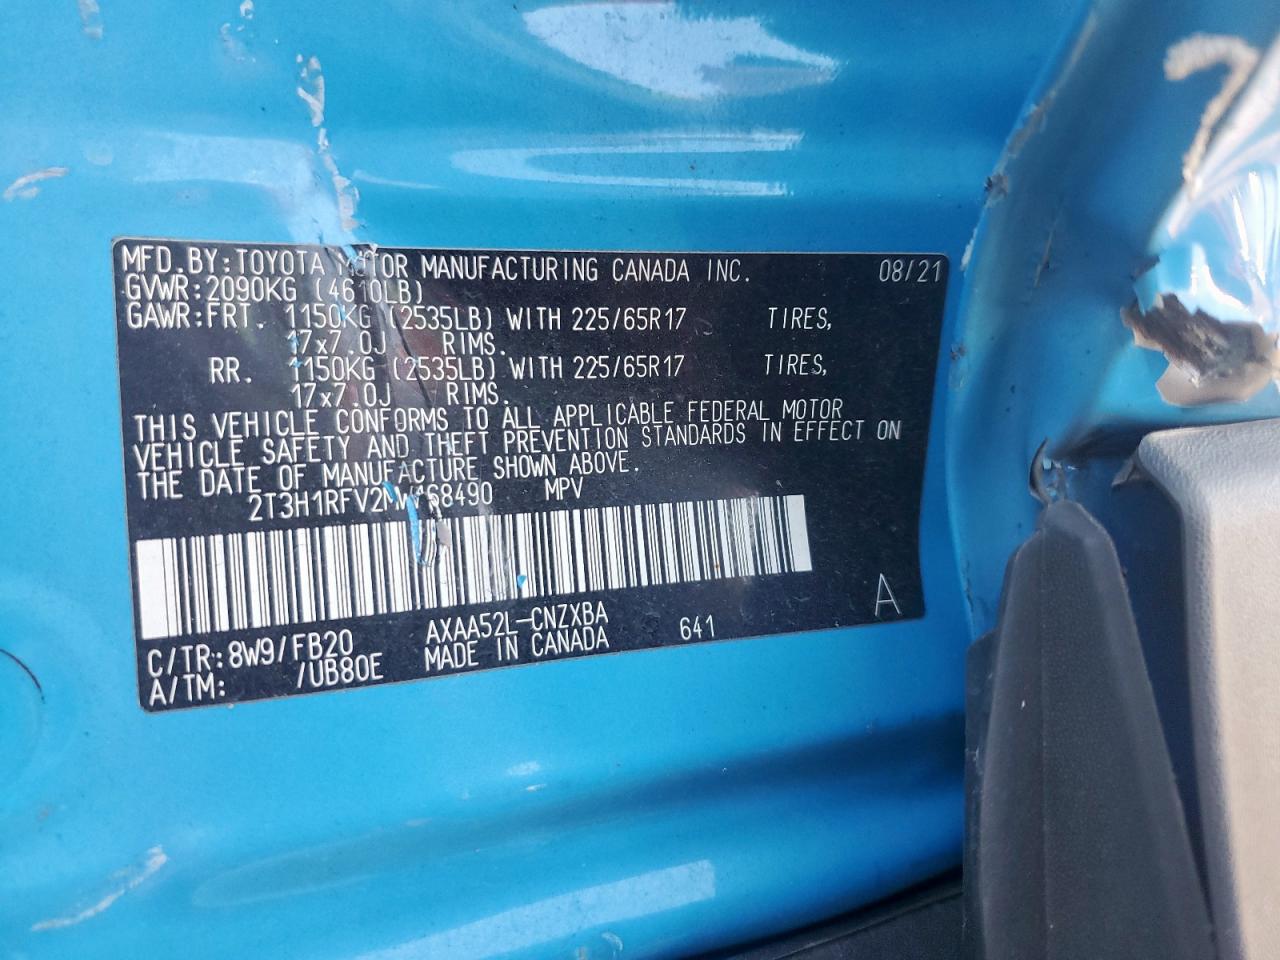 MFD.BY:TOYOTA MOTOR MANUFACTURING CANADA INC. 08/21
GVWR:2090KG (4610LB)
GAWR:FRT. 1150KG (2535LB) WITH 225/65R17 TIRES,
17x7.0J RIMS.
RR. 1150KG (2535LB) WITH 225/65R17 TIRES,
17x7.0J RIMS.
THIS VEHICLE CONFORMS TO ALL APPLICABLE FEDERAL MOTOR
VEHICLE SAFETY AND THEFT PREVENTION STANDARDS IN EFFECT ON
THE DATE OF MANUFACTURE SHOWN ABOVE.
2T3H1RFV2MW168490 MPV
C/TR:8W9/FB20 AXAA52L-CNZXBA 641 A
A/TM: /UB80E MADE IN CANADA